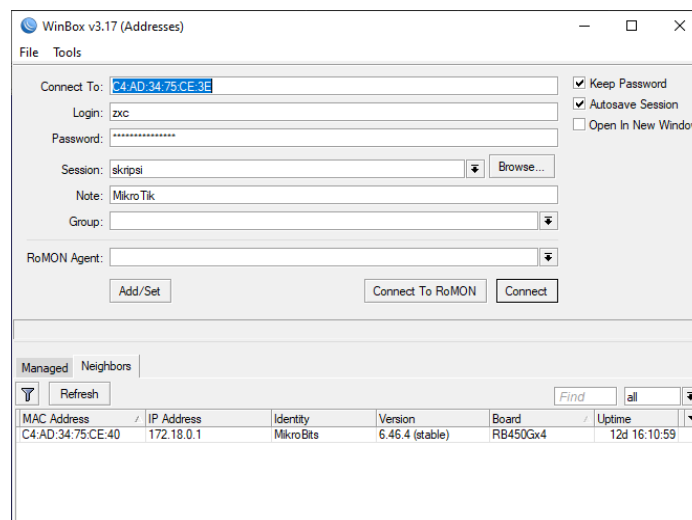 WinBox v3.17 (Addresses)
File Tools
Connect To: C4:AD:34:75:CE:3E
Keep Password
Login: zxc
Autosave Session
Password: ***************
Open In New Window
Session: skripsi
Browse...
Note: MikroTik
Group:
RoMON Agent:
Add/Set Connect To RoMON Connect
Managed Neighbors
Refresh Find all
MAC Address IP Address Identity Version Board Uptime
C4:AD:34:75:CE:40 172.18.0.1 MikroBits 6.46.4 (stable) RB450Gx4 12d 16:10:59